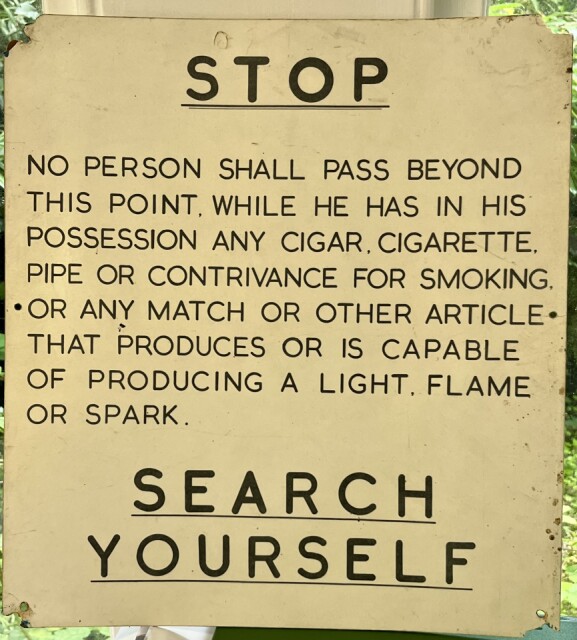 STOP
NO PERSON SHALL PASS BEYOND
THIS POINT, WHILE HE HAS IN HIS
POSSESSION ANY CIGAR, CIGARETTE,
PIPE OR CONTRIVANCE FOR SMOKING,
OR ANY MATCH OR OTHER ARTICLE
THAT PRODUCES OR IS CAPABLE
OF PRODUCING A LIGHT, FLAME
OR SPARK.
SEARCH
YOURSELF